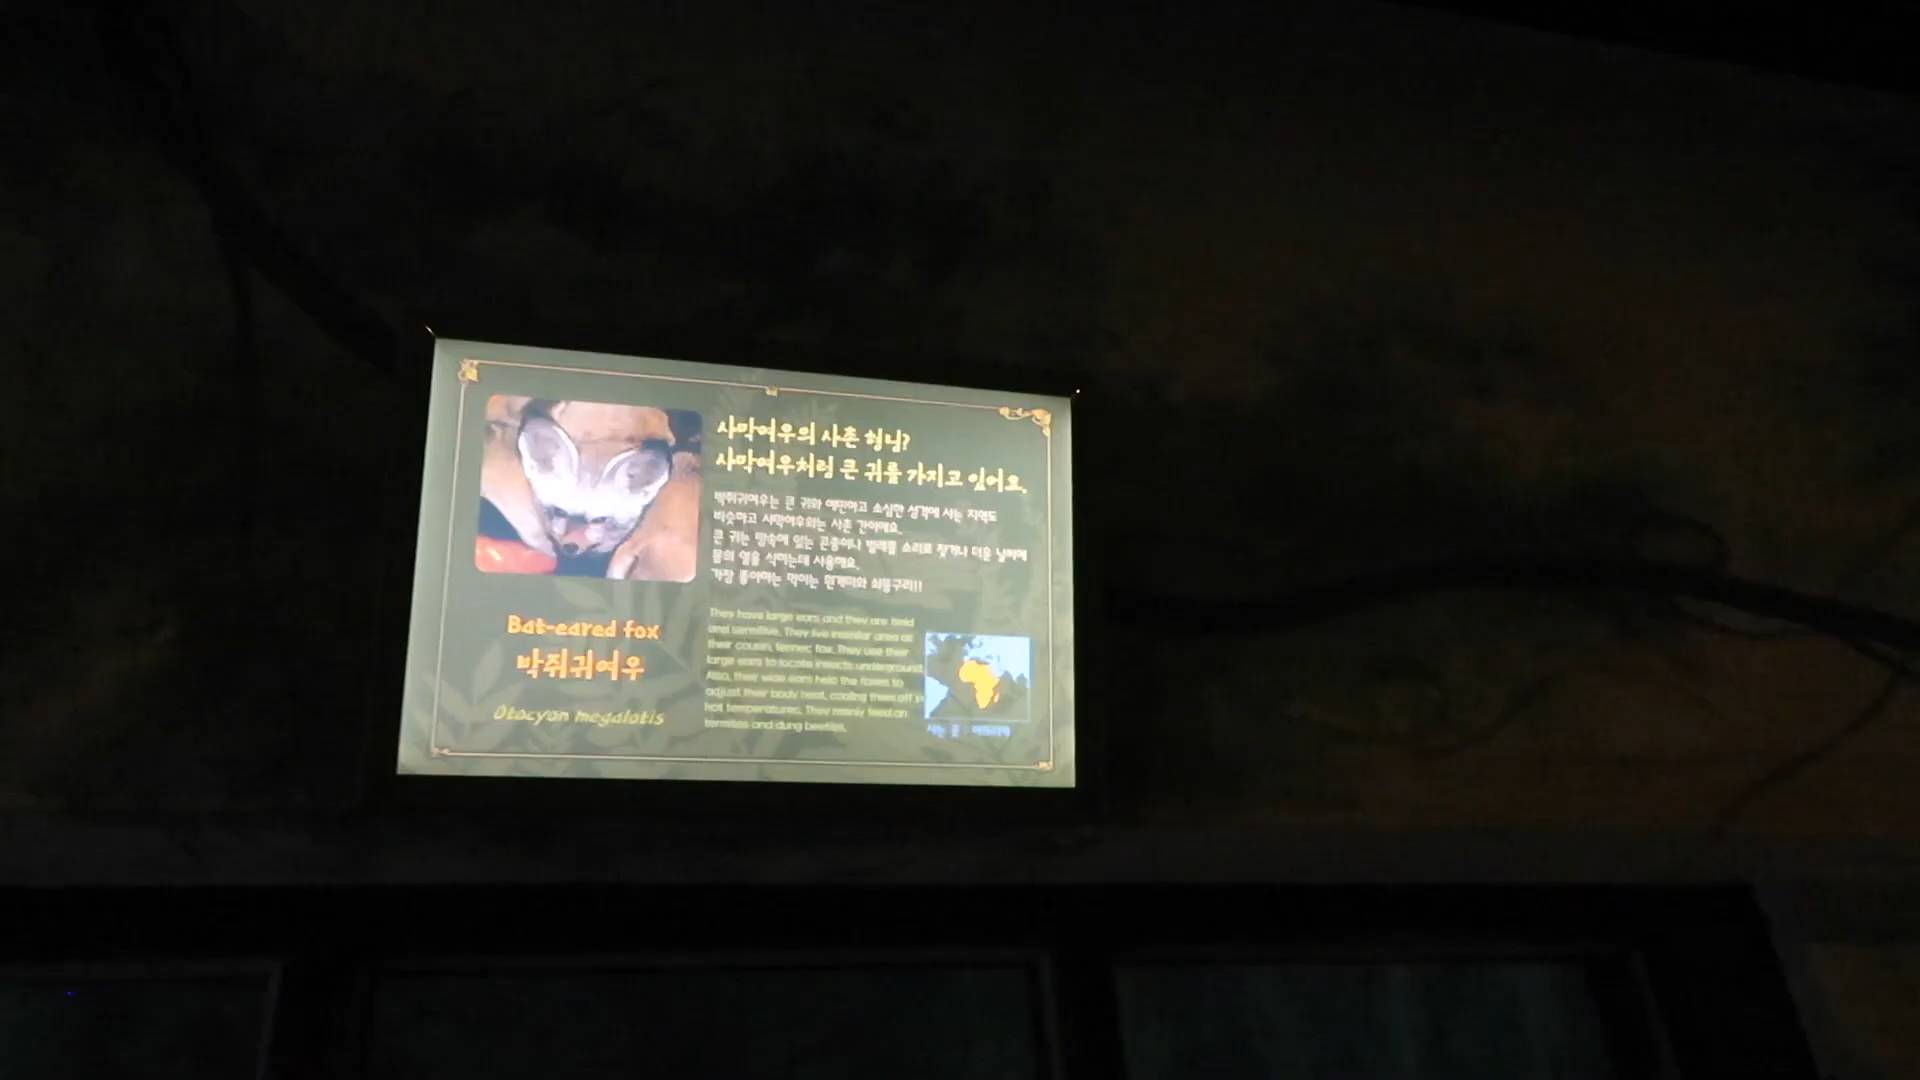 사막여우의 사촌 형님?
사막여우처럼 큰 귀를 가지고 있어요.
박쥐귀여우는 큰 귀와 예민하고 소심한 성격에 사는 지역도
비슷하고 사막여우와는 사촌 간이에요.
큰 귀는 땅속에 있는 곤충이나 벌레를 소리로 찾거나 더운 날씨에
몸의 열을 식히는데 사용해요.
가장 좋아하는 먹이는 흰개미와 쇠똥구리!!
Bat-eared fox
박쥐귀여우
Otocyon megalotis
They have large ears and they are timid
and sensitive. They live insimilar area as
their cousin, fennec fox. They use their
large ears to locate insects underground.
Also, their wide ears help the foxes to
adjust their body heat, cooling them off in
hot temperatures. They mainly feed on
termites and dung beetles.
사는 곳 : 아프리카